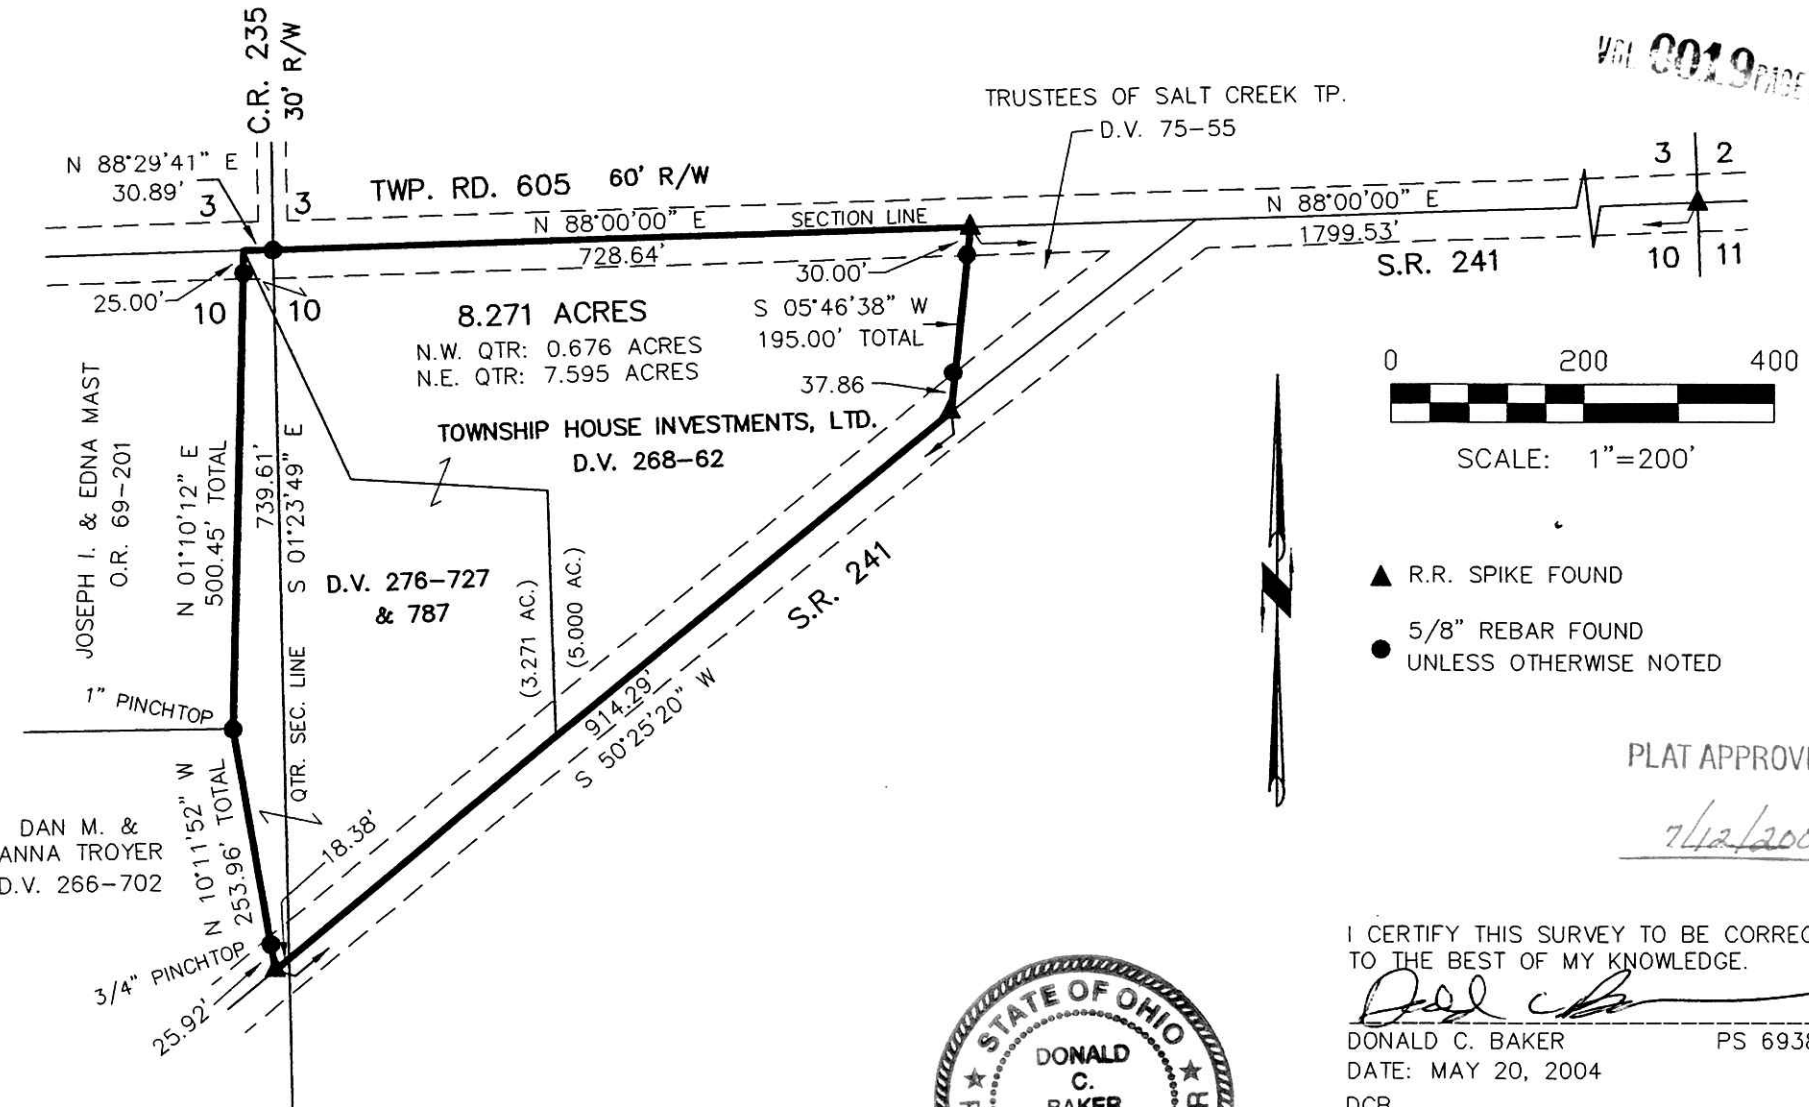 C.R. 235
30' R/W
VOL 0019 PAGE
TRUSTEES OF SALT CREEK TP.
D.V. 75-55
N 88°29'41" E
30.89'
3
3
TWP. RD. 605 60' R/W
N 88°00'00" E
SECTION LINE
728.64'
N 88°00'00" E
1799.53'
3 2
10 11
S.R. 241
25.00'
10
10
30.00'
8.271 ACRES
N.W. QTR: 0.676 ACRES
N.E. QTR: 7.595 ACRES
S 05°46'38" W
195.00' TOTAL
37.86
TOWNSHIP HOUSE INVESTMENTS, LTD.
D.V. 268-62
0 200 400
SCALE: 1"=200'
JOSEPH I. & EDNA MAST
O.R. 69-201
N 01°10'12" E
500.45' TOTAL
739.61'
S 01°23'49" E
QTR. SEC. LINE
D.V. 276-727
& 787
(3.271 AC.)
(5.000 AC.)
S.R. 241
914.29'
S 50°25'20" W
R.R. SPIKE FOUND
5/8" REBAR FOUND
UNLESS OTHERWISE NOTED
1" PINCHTOP
DAN M. &
ANNA TROYER
D.V. 266-702
N 10°11'52" W
253.96' TOTAL
18.38'
3/4" PINCHTOP
25.92'
PLAT APPROV
7/12/200
I CERTIFY THIS SURVEY TO BE CORREC
TO THE BEST OF MY KNOWLEDGE.
DONALD C. BAKER PS 6938
DATE: MAY 20, 2004
DCB
STATE OF OHIO
DONALD
C.
BAKER